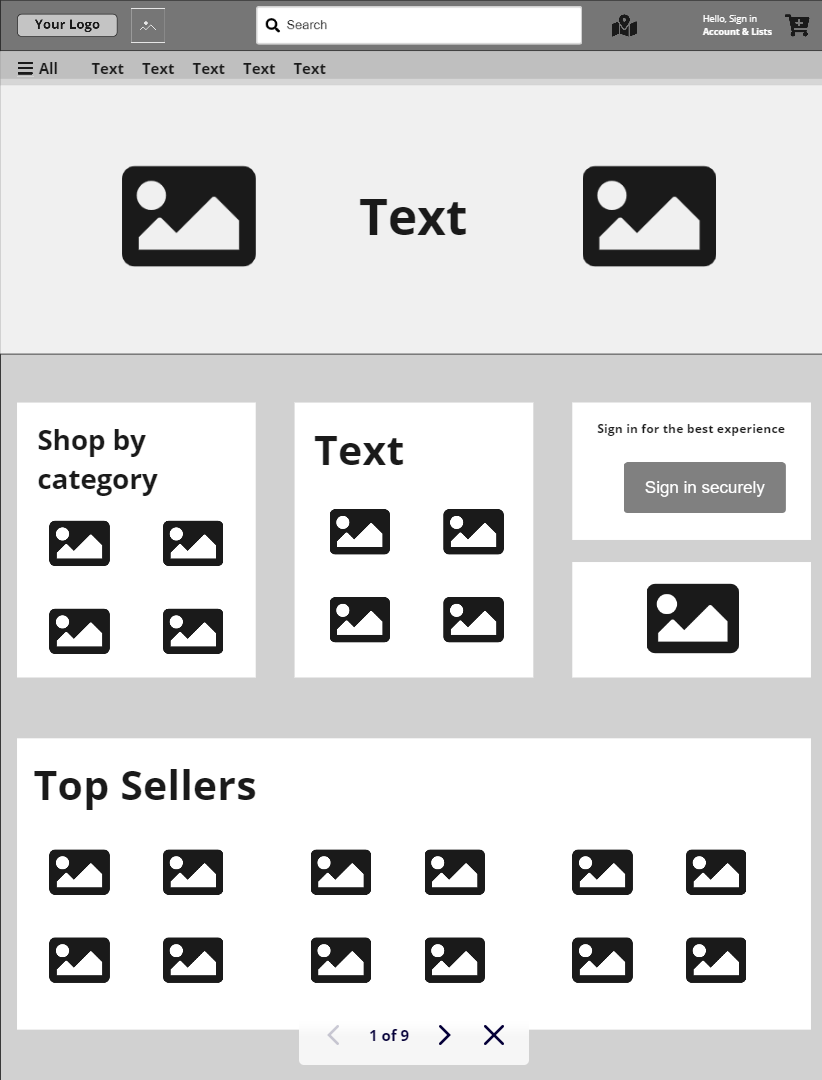 Your Logo
Search
Hello, Sign in
Account & Lists
All Text Text Text Text Text
Text
Shop by
category
Text
Sign in for the best experience
Sign in securely
Top Sellers
1 of 9